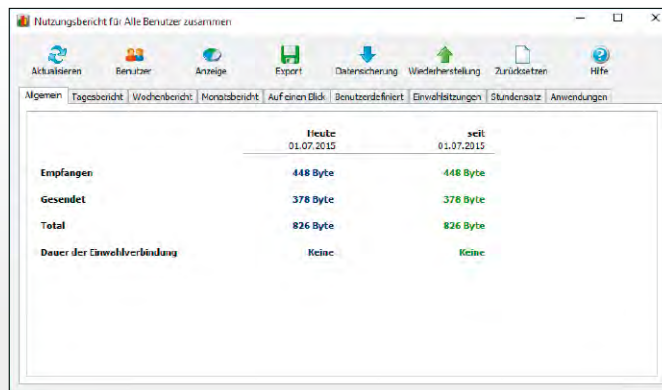 Nutzungsbericht für Alle Benutzer zusammen
Aktualisieren Benutzer Anzeige Export Datensicherung Wiederherstellung Zurücksetzen Hilfe
Allgemein Tagesbericht Wochenbericht Monatsbericht Auf einen Blick Benutzerdefiniert Einwahlsitzungen Stundensatz Anwendungen
Heute seit
01.07.2015 01.07.2015
Empfangen 448 Byte 448 Byte
Gesendet 378 Byte 378 Byte
Total 826 Byte 826 Byte
Dauer der Einwahlverbindung Keine Keine